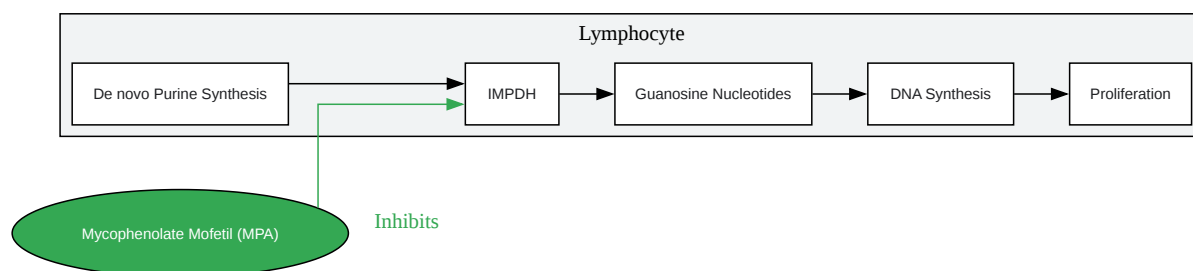 Lymphocyte
De novo Purine Synthesis
IMPDH
Guanosine Nucleotides
DNA Synthesis
Proliferation
Mycophenolate Mofetil (MPA)
Inhibits